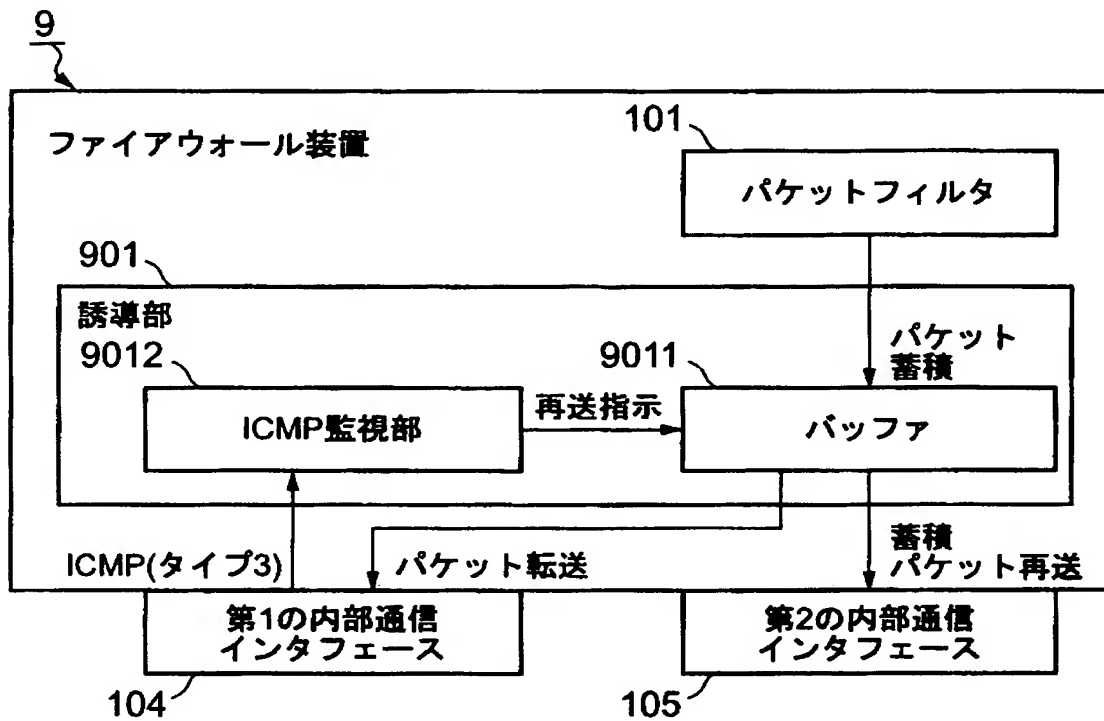 9
ファイアウォール装置
101
パケットフィルタ
901
誘導部
9012
9011
パケット
蓄積
ICMP監視部
再送指示
バッファ
ICMP(タイプ3)
パケット転送
蓄積
パケット再送
第1の内部通信
インタフェース
第2の内部通信
インタフェース
104
105